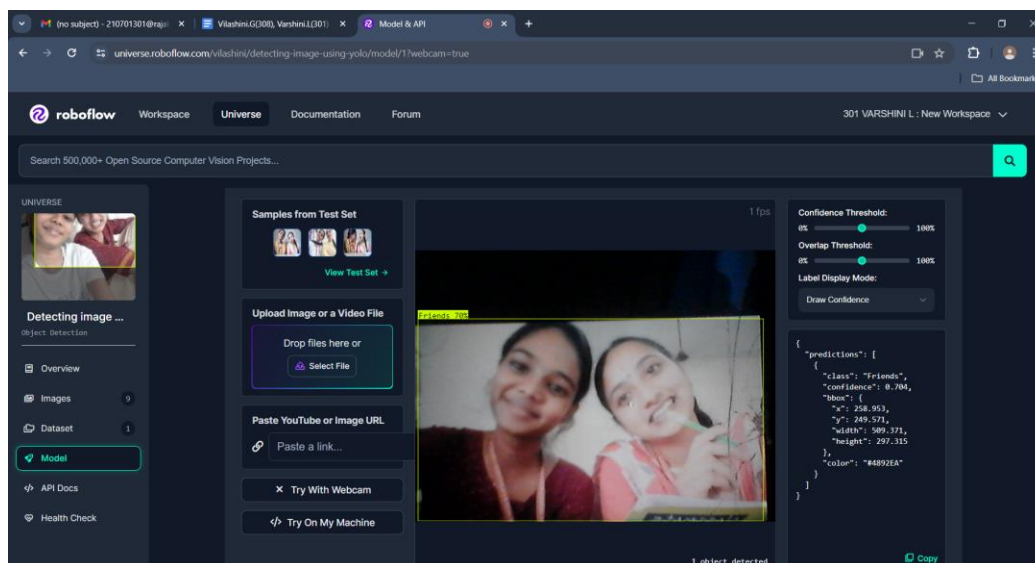 (no subject) - 210701301@raja
Vilashini.G(308), Varshini.L(301)
Model & API
universe.roboflow.com/vilashini/detecting-image-using-yolo/model/1?webcam=true
All Bookmark
roboflow
Workspace
Universe
Documentation
Forum
301 VARSHINI L : New Workspace
Search 500,000+ Open Source Computer Vision Projects...
UNIVERSE
Detecting image ...
Object Detection
Overview
Images 9
Dataset 1
Model
</> API Docs
Health Check
Samples from Test Set
View Test Set →
Upload Image or a Video File
Drop files here or
Select File
Paste YouTube or Image URL
Paste a link...
Try With Webcam
</> Try On My Machine
1 fps
Friends 70%
1 object detected
Confidence Threshold:
0% 100%
Overlap Threshold:
0% 100%
Label Display Mode:
Draw Confidence
{
"predictions": [
{
"class": "Friends",
"confidence": 0.704,
"bbox": {
"x": 258.953,
"y": 249.571,
"width": 509.371,
"height": 297.315
},
"color": "#4892EA"
}
]
}
Copy